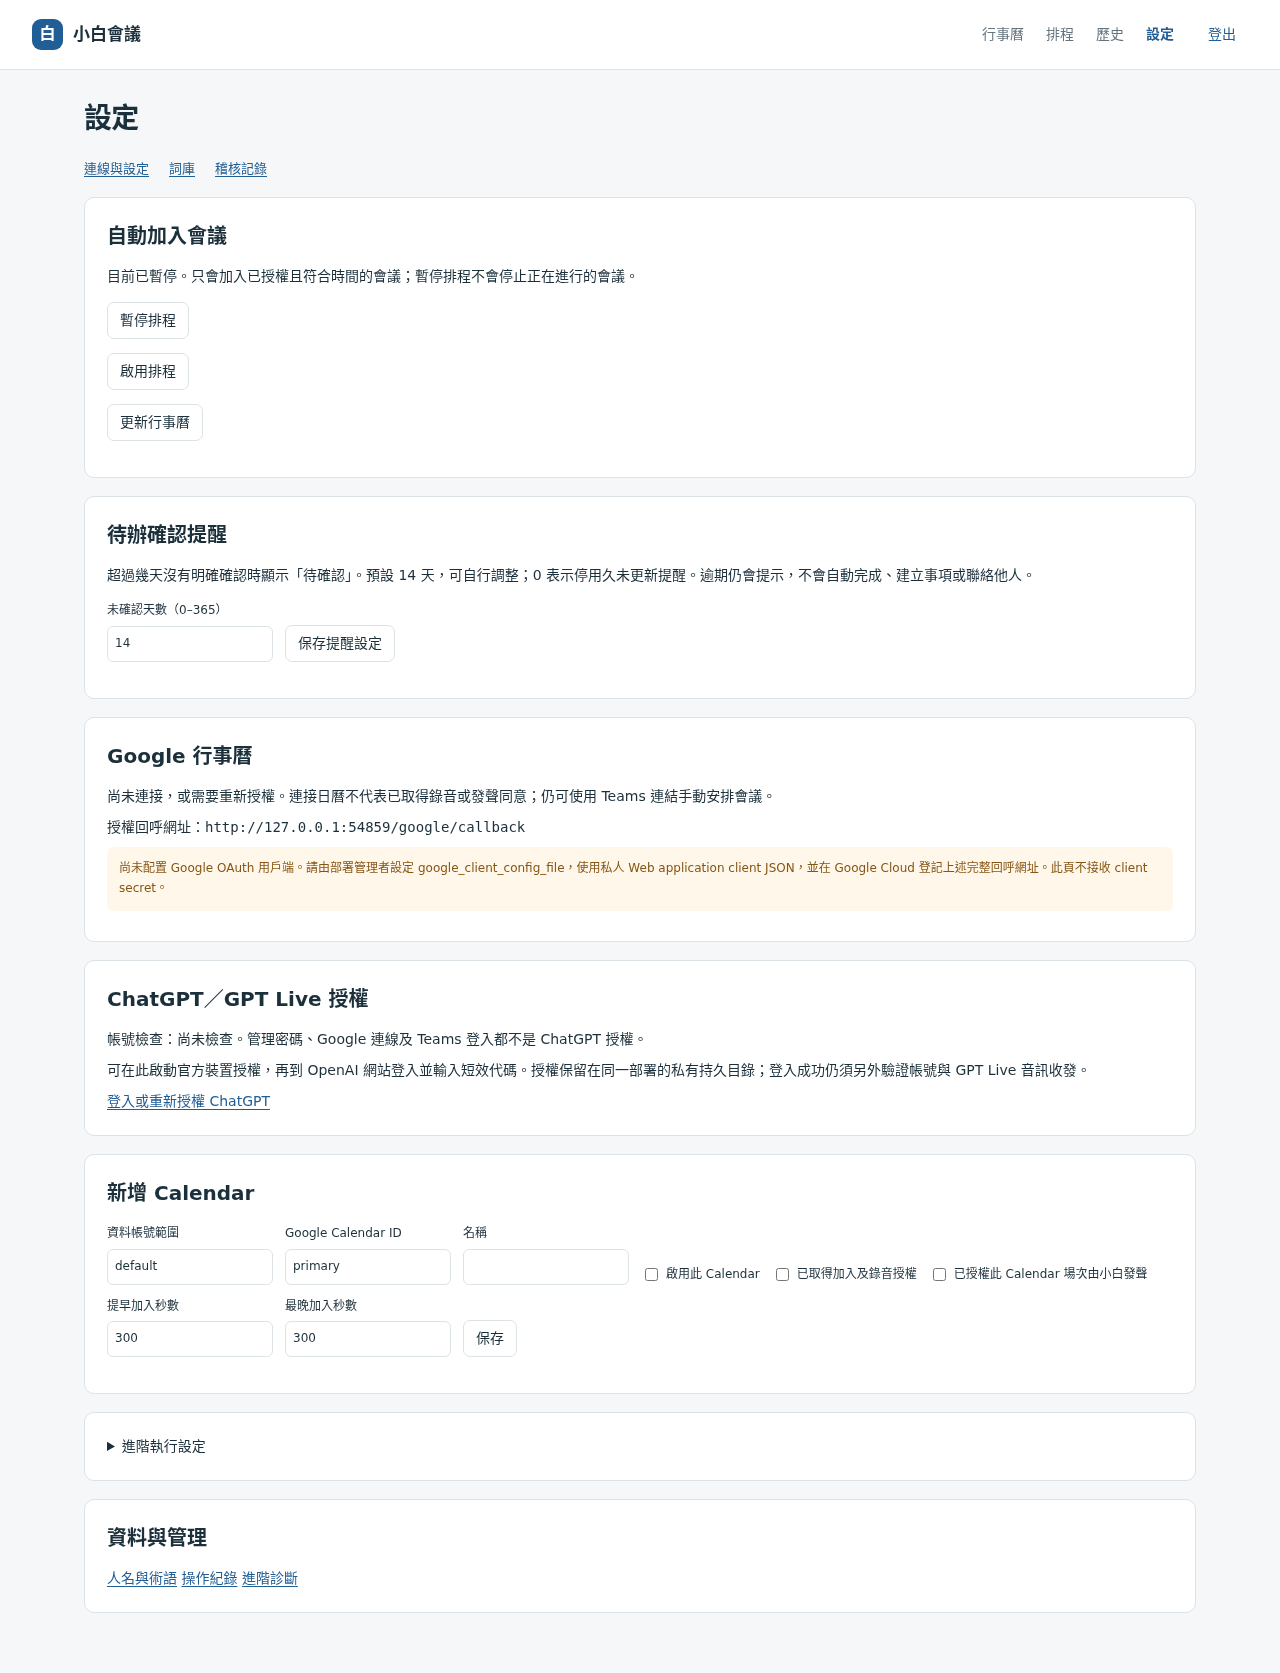 白 小白會議 行事曆 排程 歷史 設定 登出
設定
連線與設定 詞庫 稽核記錄
自動加入會議
目前已暫停。只會加入已授權且符合時間的會議；暫停排程不會停止正在進行的會議。
暫停排程
啟用排程
更新行事曆
待辦確認提醒
超過幾天沒有明確確認時顯示「待確認」。預設 14 天，可自行調整；0 表示停用久未更新提醒。逾期仍會提示，不會自動完成、建立事項或聯絡他人。
未確認天數（0–365）
14 保存提醒設定
Google 行事曆
尚未連接，或需要重新授權。連接日曆不代表已取得錄音或發聲同意；仍可使用 Teams 連結手動安排會議。
授權回呼網址：http://127.0.0.1:54859/google/callback
尚未配置 Google OAuth 用戶端。請由部署管理者設定 google_client_config_file，使用私人 Web application client JSON，並在 Google Cloud 登記上述完整回呼網址。此頁不接收 client
secret。
ChatGPT／GPT Live 授權
帳號檢查：尚未檢查。管理密碼、Google 連線及 Teams 登入都不是 ChatGPT 授權。
可在此啟動官方裝置授權，再到 OpenAI 網站登入並輸入短效代碼。授權保留在同一部署的私有持久目錄；登入成功仍須另外驗證帳號與 GPT Live 音訊收發。
登入或重新授權 ChatGPT
新增 Calendar
資料帳號範圍 Google Calendar ID 名稱
default primary 啟用此 Calendar 已取得加入及錄音授權 已授權此 Calendar 場次由小白發聲
提早加入秒數 最晚加入秒數
300 300 保存
▶ 進階執行設定
資料與管理
人名與術語 操作紀錄 進階診斷